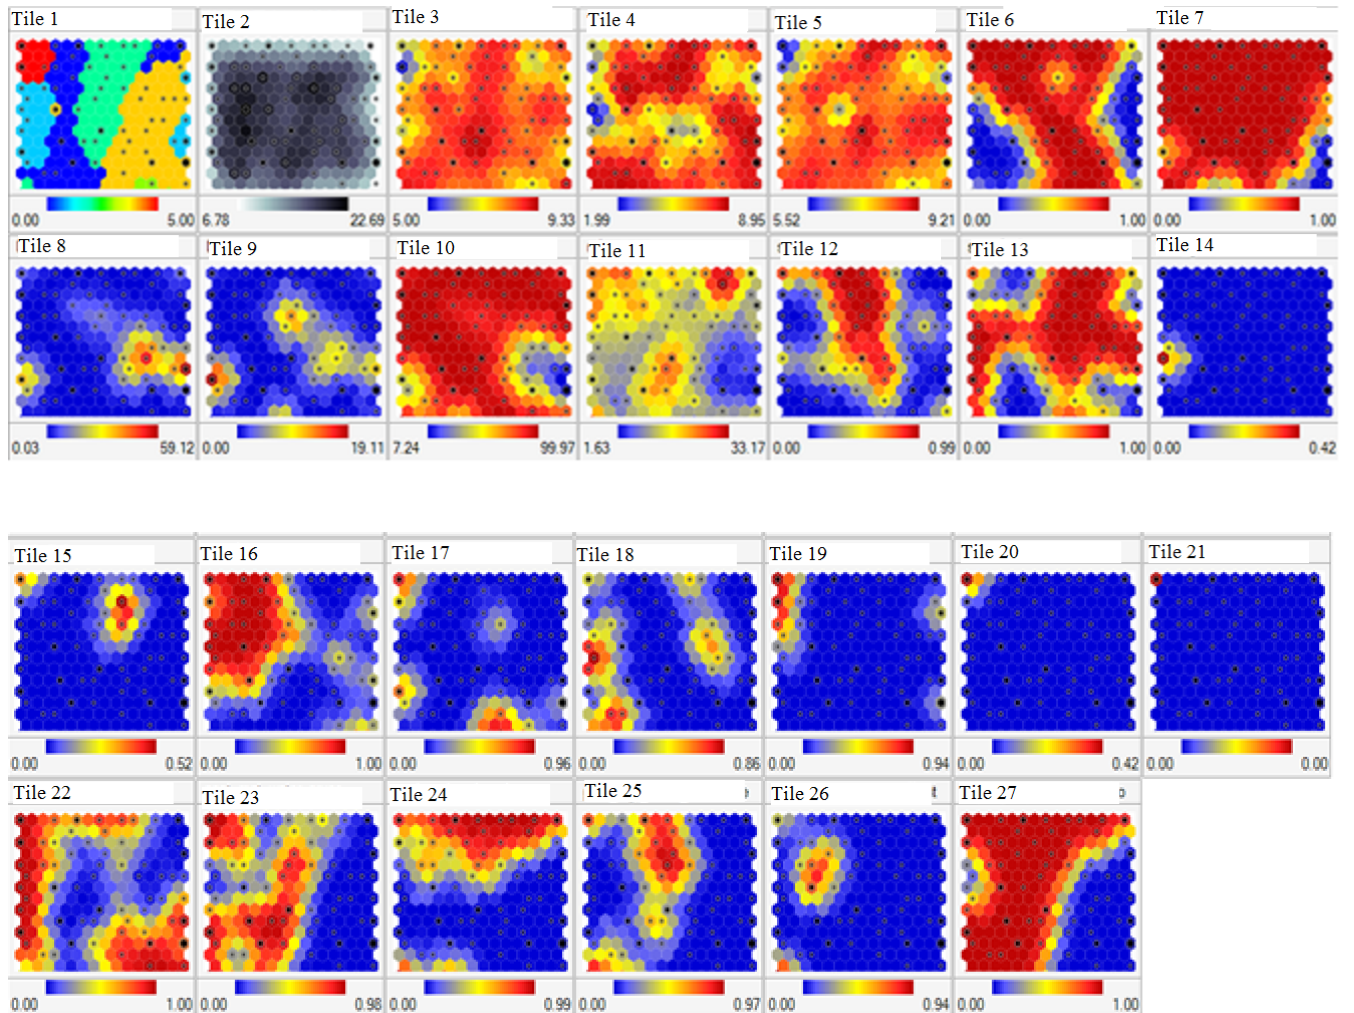 Tile 1 Tile 2 Tile 3 Tile 4 Tile 5 Tile 6 Tile 7
0.00 5.00 6.78 22.69 5.00 9.33 1.99 8.95 5.52 9.21 0.00 1.00 0.00 1.00
Tile 8 Tile 9 Tile 10 Tile 11 Tile 12 Tile 13 Tile 14
0.03 59.12 0.00 19.11 7.24 99.97 1.63 33.17 0.00 0.99 0.00 1.00 0.00 0.42
Tile 15 Tile 16 Tile 17 Tile 18 Tile 19 Tile 20 Tile 21
0.00 0.52 0.00 1.00 0.00 0.96 0.00 0.86 0.00 0.94 0.00 0.42 0.00 0.00
Tile 22 Tile 23 Tile 24 Tile 25 Tile 26 Tile 27
0.00 1.00 0.00 0.98 0.00 0.99 0.00 0.97 0.00 0.94 0.00 1.00